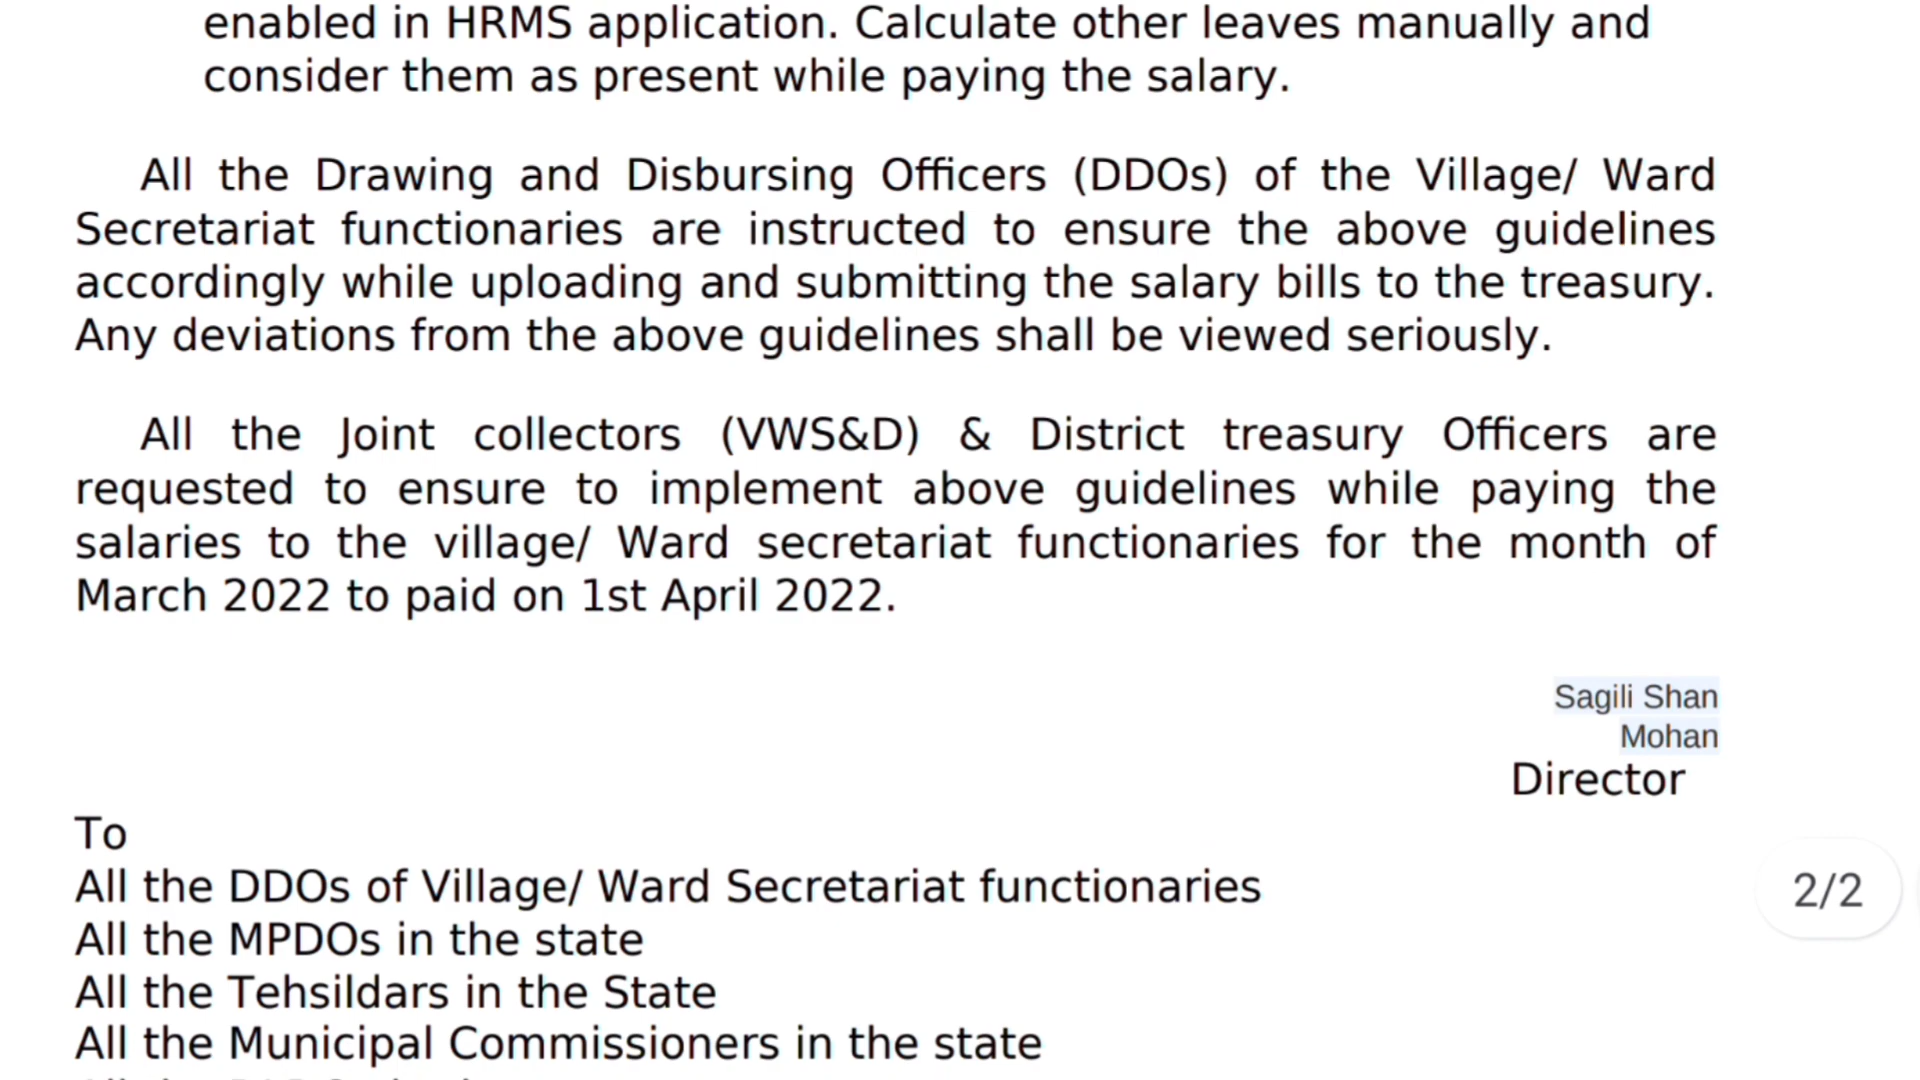 enabled in HRMS application. Calculate other leaves manually and
consider them as present while paying the salary.
All the Drawing and Disbursing Officers (DDOs) of the Village/ Ward
Secretariat functionaries are instructed to ensure the above guidelines
accordingly while uploading and submitting the salary bills to the treasury.
Any deviations from the above guidelines shall be viewed seriously.
All the Joint collectors (VWS&D) & District treasury Officers are
requested to ensure to implement above guidelines while paying the
salaries to the village/ Ward secretariat functionaries for the month of
March 2022 to paid on 1st April 2022.
Sagili Shan
Mohan
Director
To
All the DDOs of Village/ Ward Secretariat functionaries
2/2
All the MPDOs in the state
All the Tehsildars in the State
All the Municipal Commissioners in the state